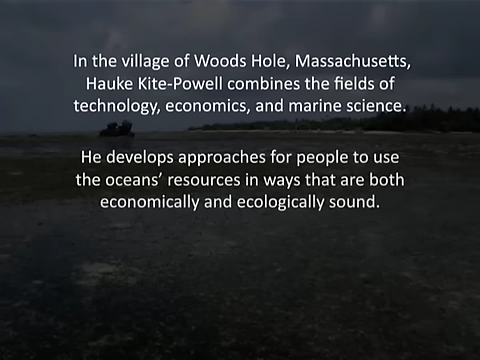 In the village of Woods Hole, Massachusetts,
Hauke Kite-Powell combines the fields of
technology, economics, and marine science.
He develops approaches for people to use
the oceans’ resources in ways that are both
economically and ecologically sound.